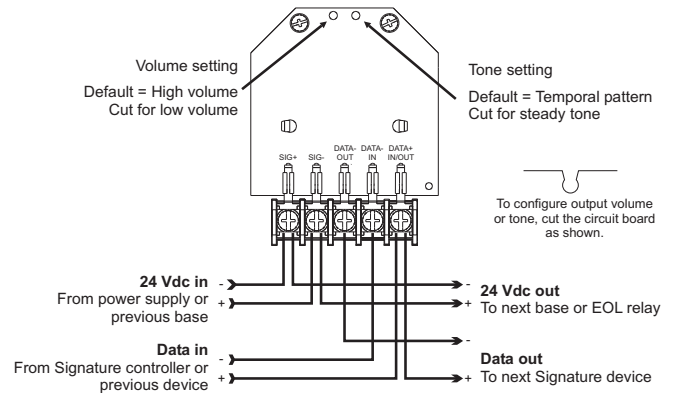 Volume setting
Default = High volume
Cut for low volume
Tone setting
Default = Temporal pattern
Cut for steady tone
SIG+ SIG- DATA- OUT DATA- IN DATA+ IN/OUT
To configure output volume
or tone, cut the circuit board
as shown.
24 Vdc in -
From power supply or +
previous base
- 24 Vdc out
+ To next base or EOL relay
Data in -
From Signature controller or +
previous device
-
Data out
+ To next Signature device